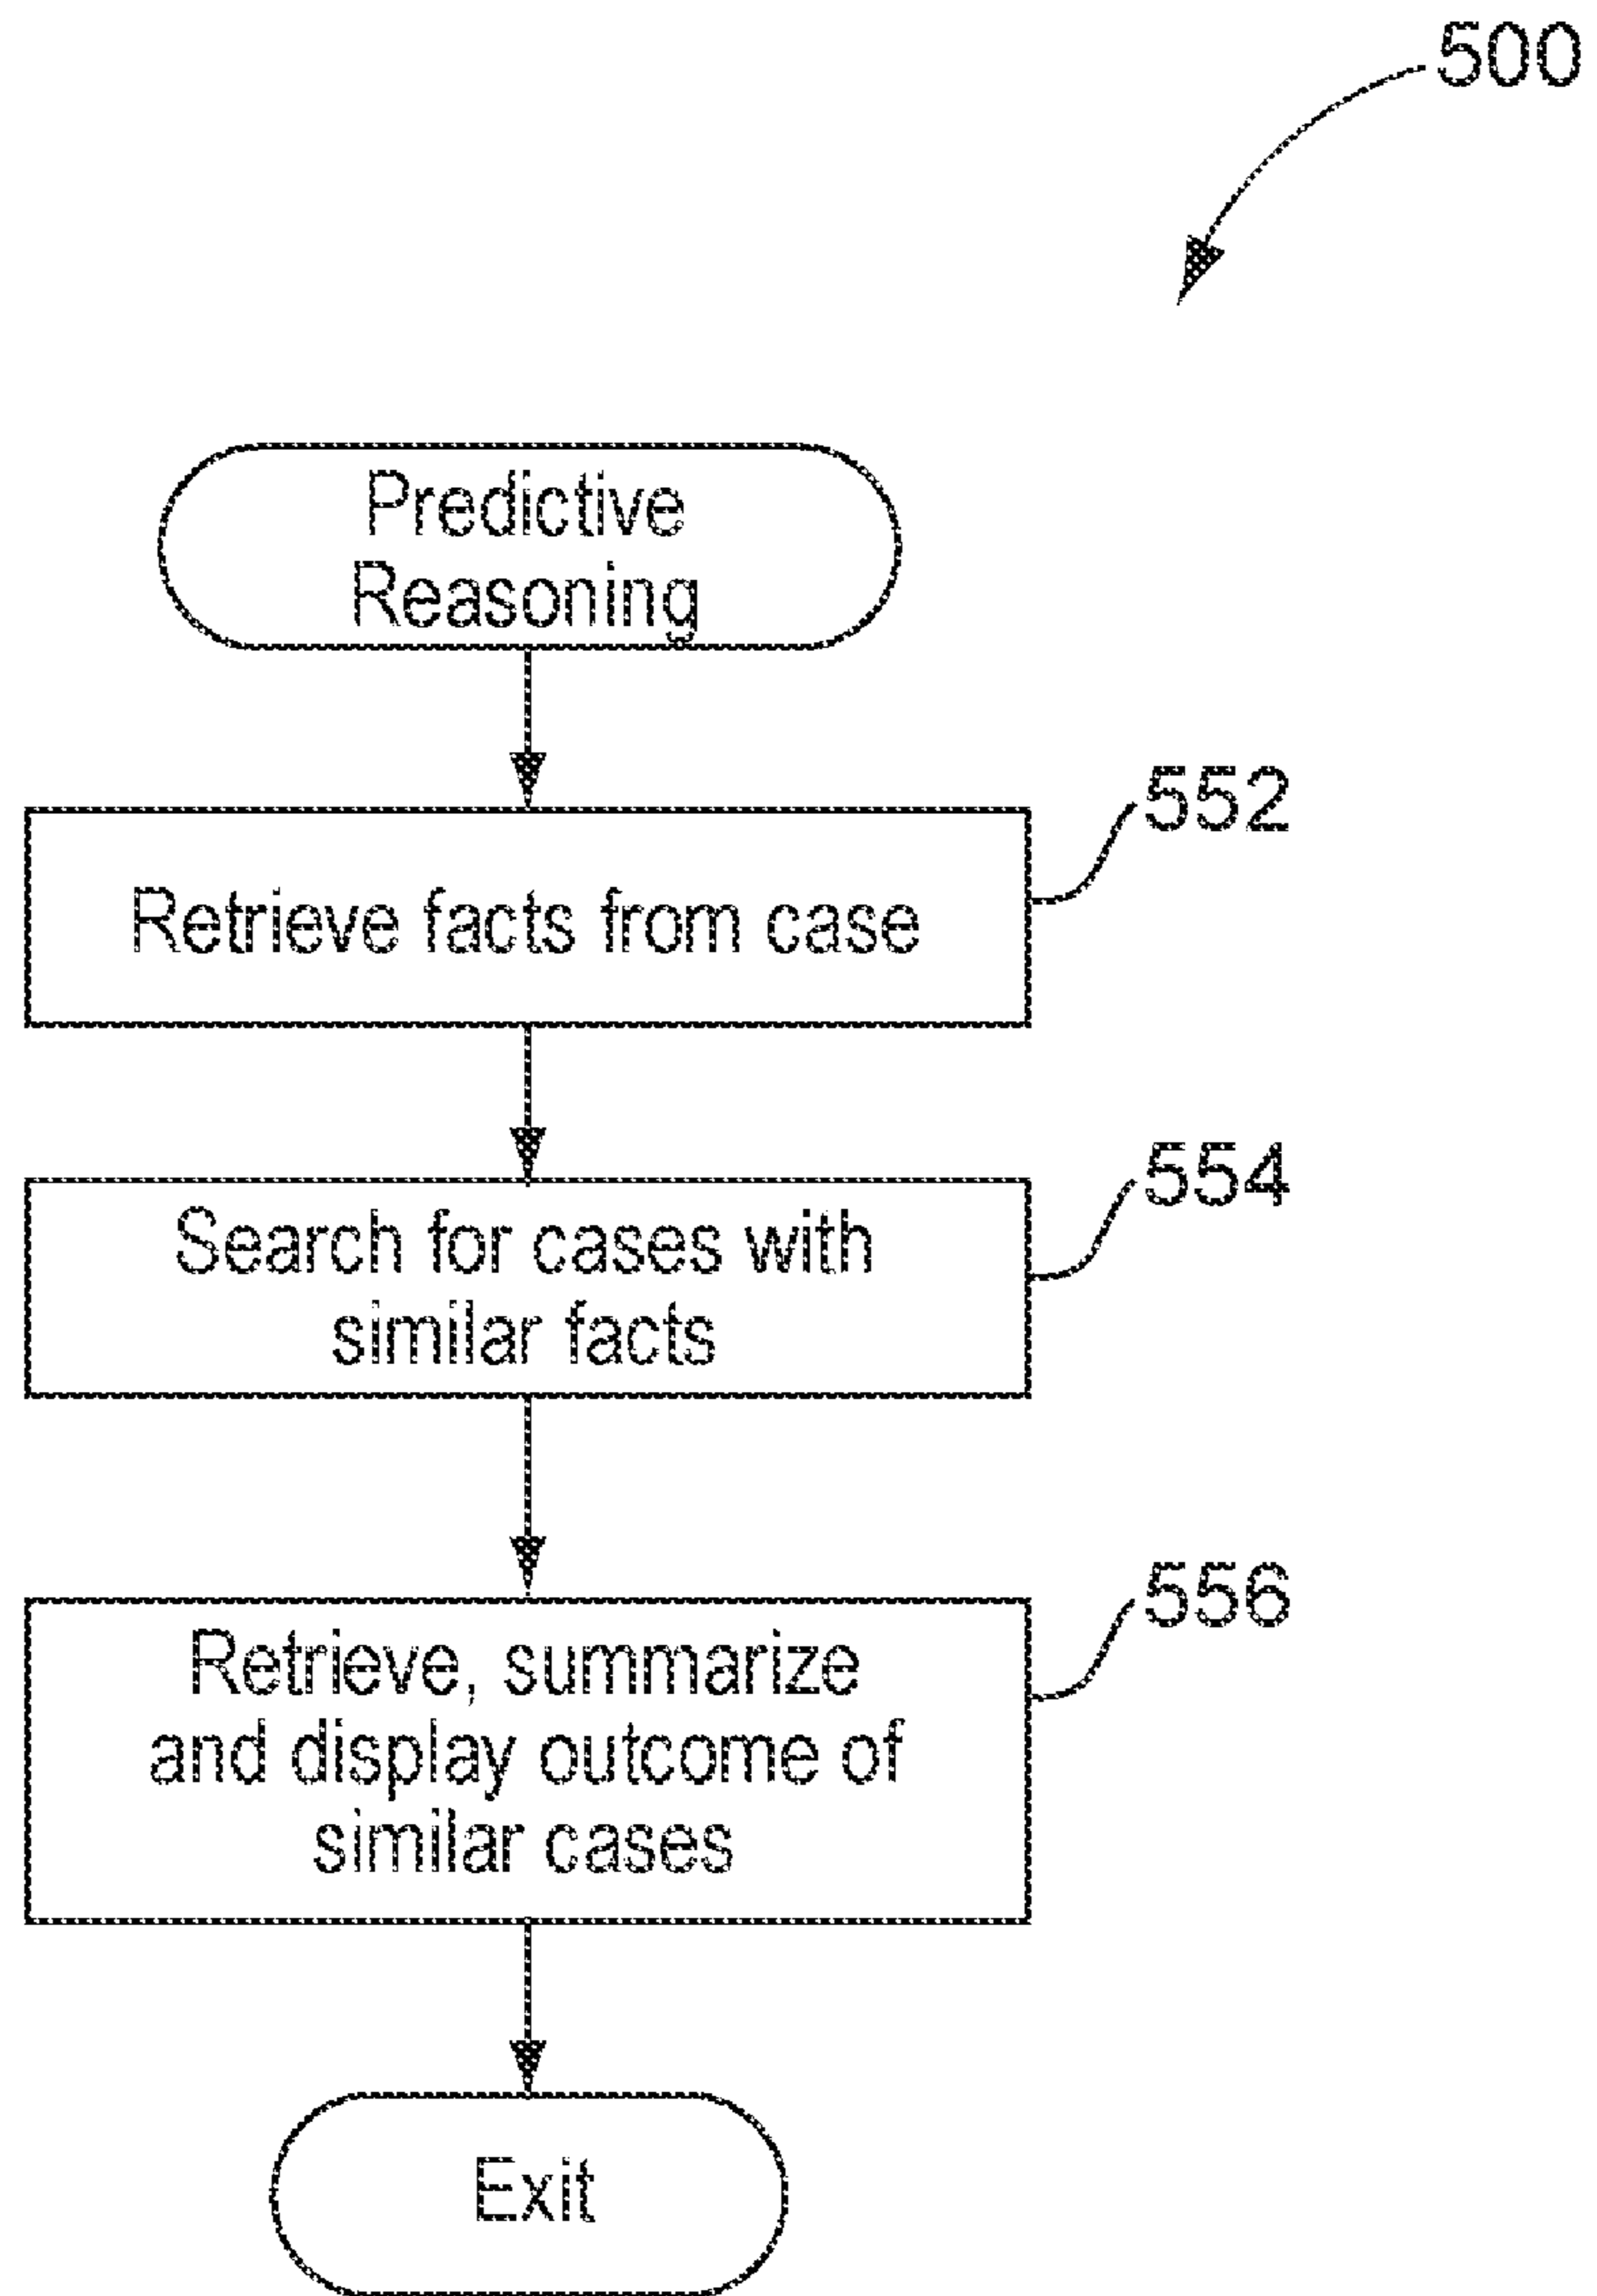 500
Predictive
Reasoning
552
Retrieve facts from case
554
Search for cases with
similar facts
556
Retrieve, summarize
and display outcome of
similar cases
Exit